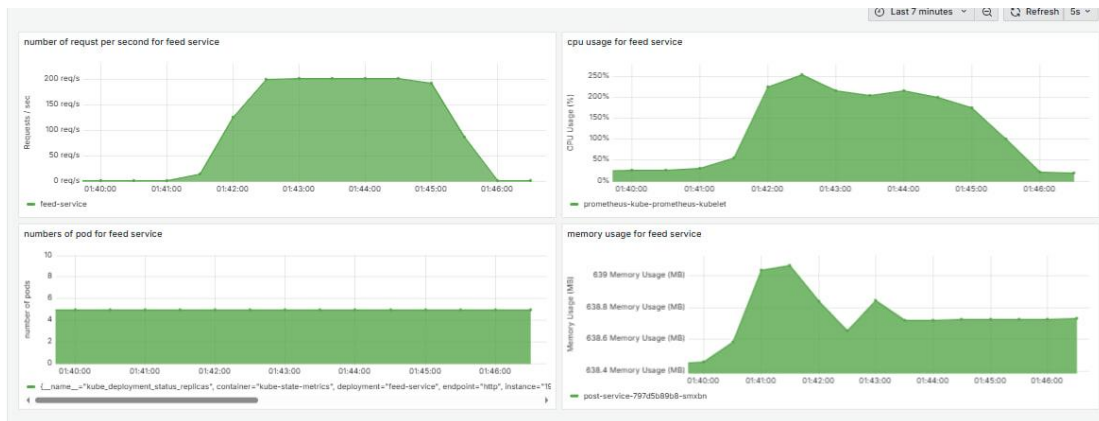 Last 7 minutes Refresh 5s
number of requst per second for feed service
200 req/s
150 req/s
100 req/s
50 req/s
0 req/s
Requests / sec
01:40:00 01:41:00 01:42:00 01:43:00 01:44:00 01:45:00 01:46:00
feed-service
cpu usage for feed service
250%
200%
150%
100%
50%
0%
CPU Usage (%)
01:40:00 01:41:00 01:42:00 01:43:00 01:44:00 01:45:00 01:46:00
prometheus-kube-prometheus-kubelet
numbers of pod for feed service
10
8
6
4
2
0
number of pods
01:40:00 01:41:00 01:42:00 01:43:00 01:44:00 01:45:00 01:46:00
{__name__="kube_deployment_status_replicas", container="kube-state-metrics", deployment="feed-service", endpoint="http", instance="19
memory usage for feed service
639 Memory Usage (MB)
638.8 Memory Usage (MB)
638.6 Memory Usage (MB)
638.4 Memory Usage (MB)
Memory Usage (MB)
01:40:00 01:41:00 01:42:00 01:43:00 01:44:00 01:45:00 01:46:00
post-service-797d5b89b8-smxbn